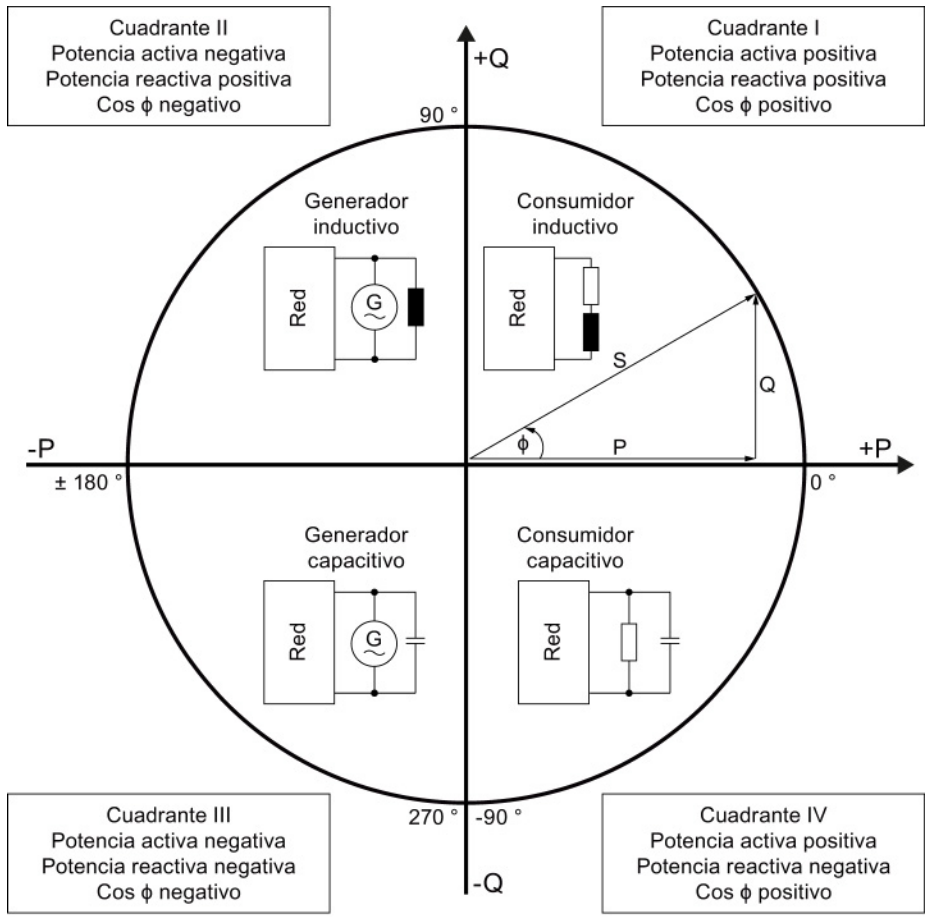 Cuadrante II
Potencia activa negativa
Potencia reactiva positiva
Cos ϕ negativo
Cuadrante I
Potencia activa positiva
Potencia reactiva positiva
Cos ϕ positivo
+Q
90 °
Generador
inductivo
Red
G
Consumidor
inductivo
Red
S
Q
ϕ
P
-P
+P
± 180 °
0 °
Generador
capacitivo
Red
G
Consumidor
capacitivo
Red
270 °
-90 °
-Q
Cuadrante III
Potencia activa negativa
Potencia reactiva negativa
Cos ϕ negativo
Cuadrante IV
Potencia activa positiva
Potencia reactiva negativa
Cos ϕ positivo